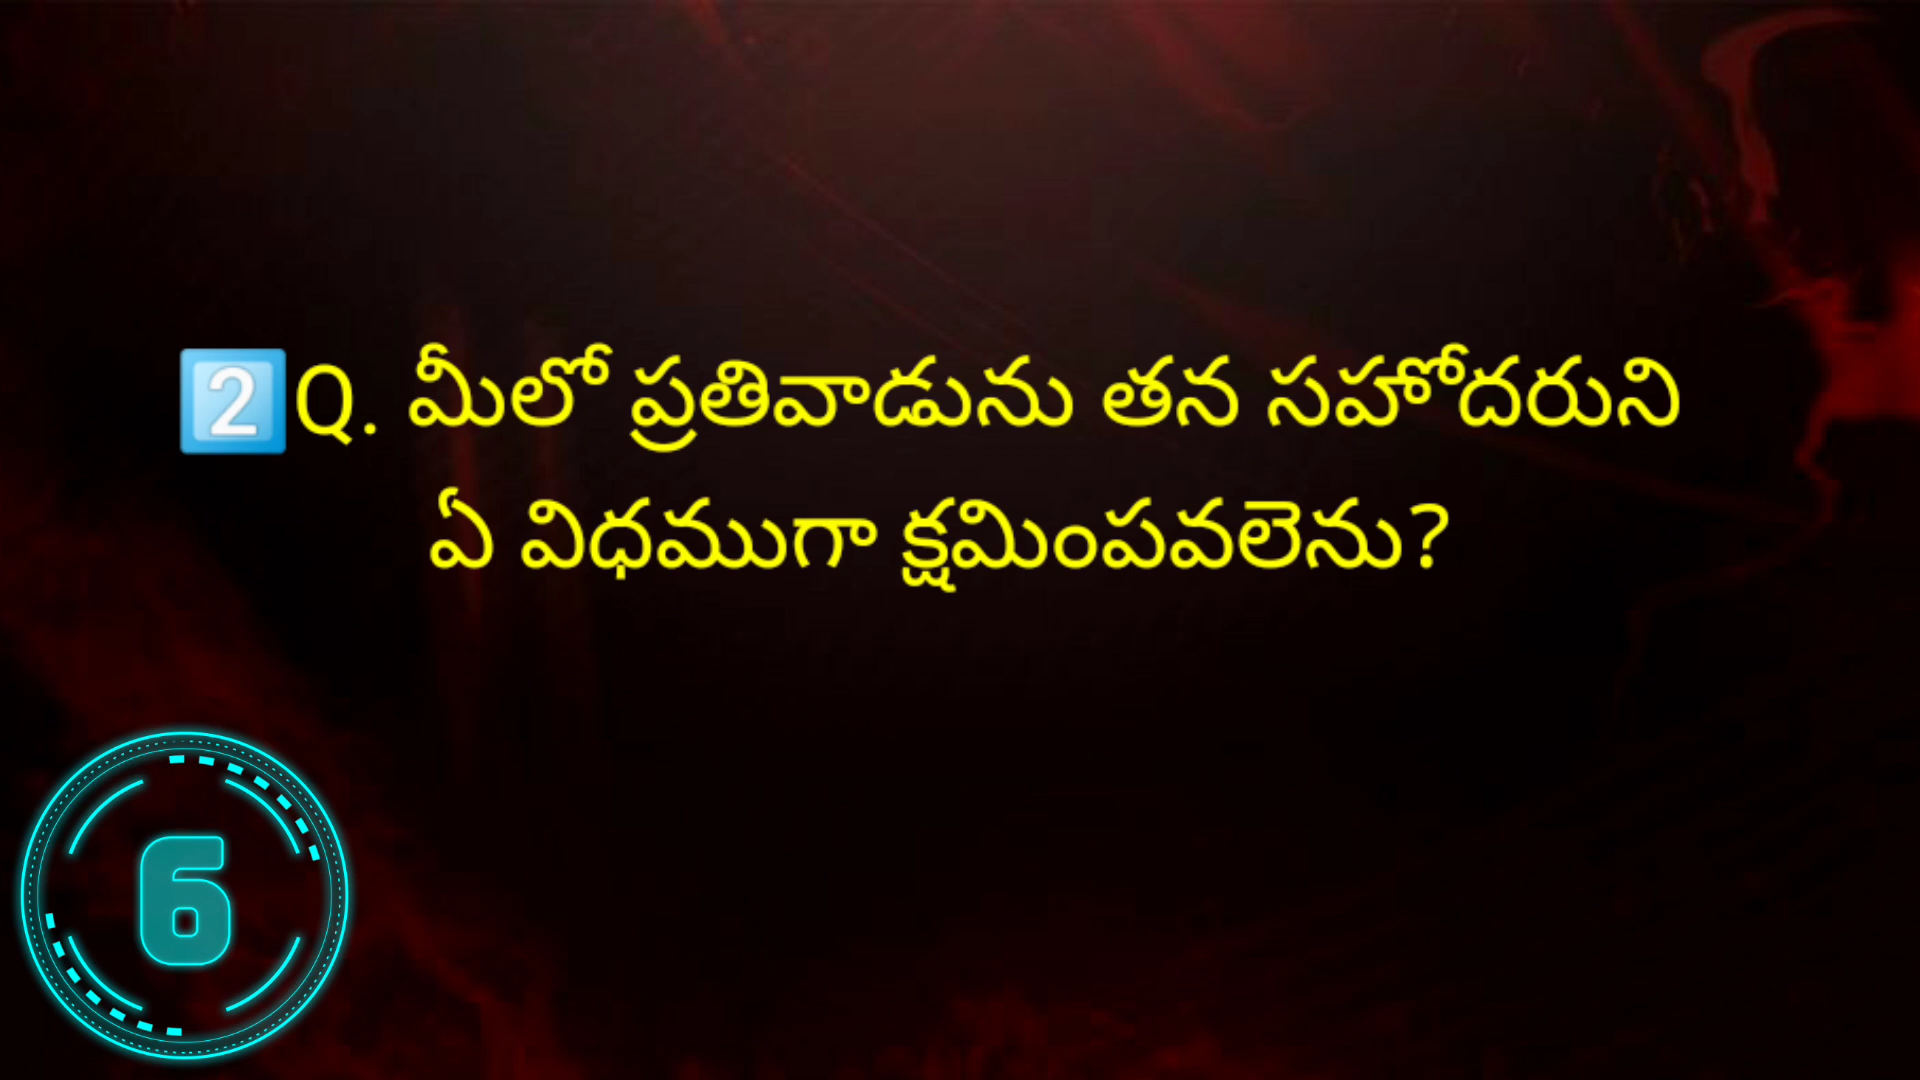 2️⃣Q. మీలో ప్రతివాడును తన సహోదరుని
ఏ విధముగా క్షమింపవలెను?
6